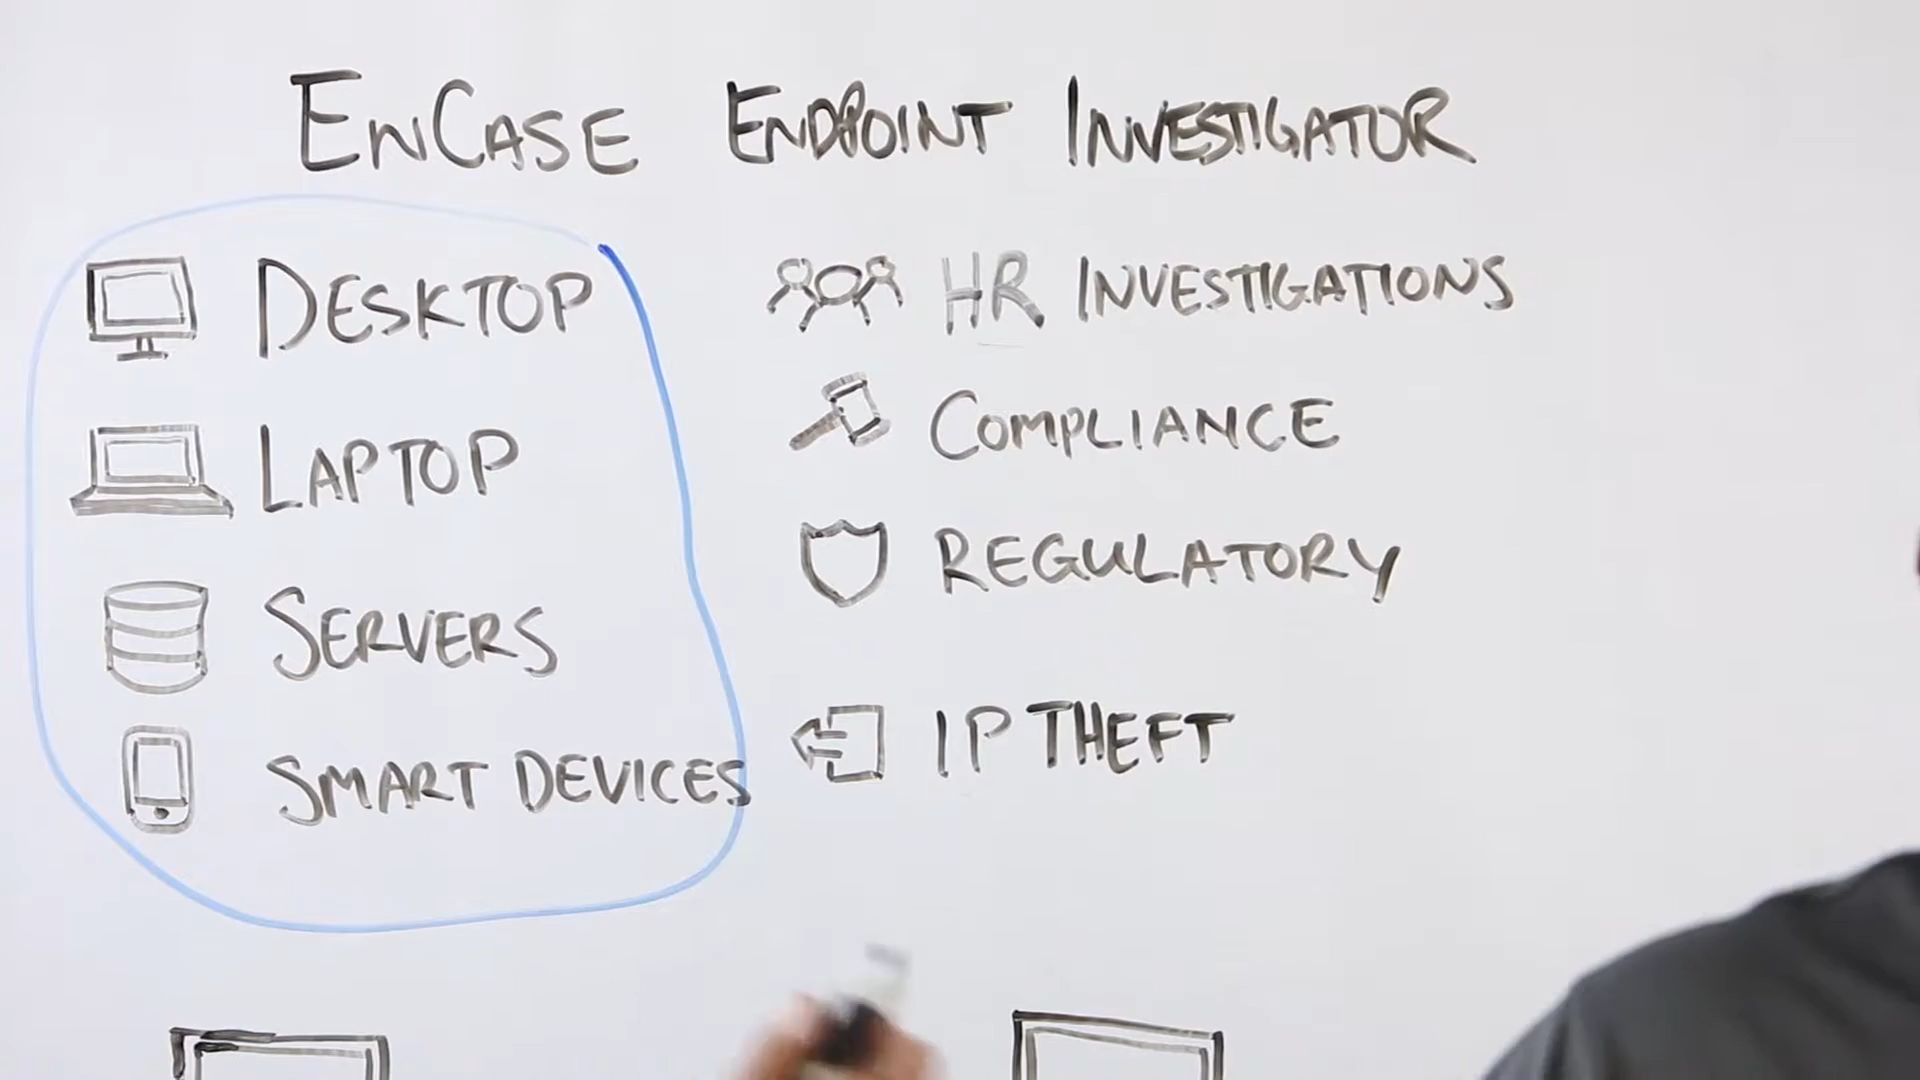 ENCASE ENDPOINT INVESTIGATOR
DESKTOP
LAPTOP
SERVERS
SMART DEVICES
HR INVESTIGATIONS
COMPLIANCE
REGULATORY
IP THEFT